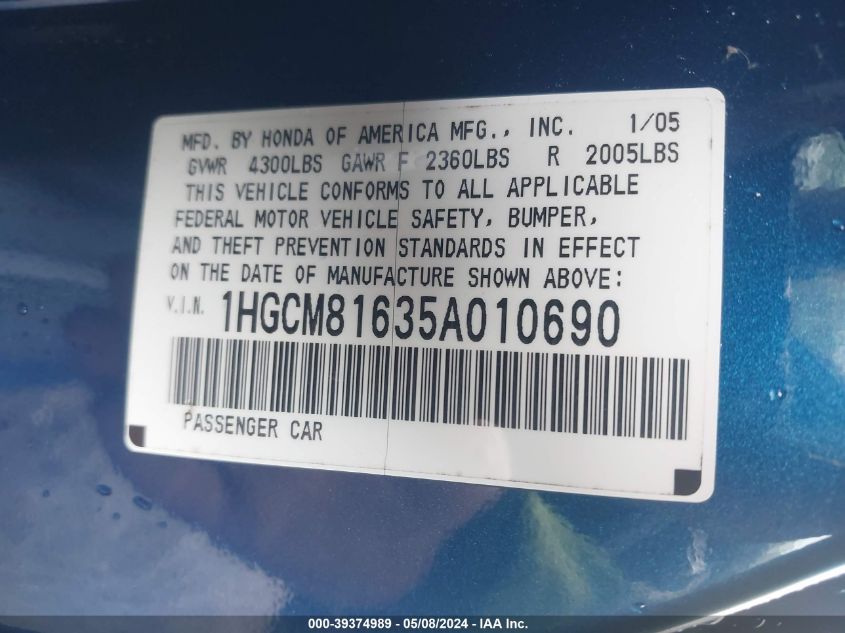 MFD. BY HONDA OF AMERICA MFG., INC. 1/05
GVWR 4300LBS GAWR F 2360LBS R 2005LBS
THIS VEHICLE CONFORMS TO ALL APPLICABLE
FEDERAL MOTOR VEHICLE SAFETY, BUMPER,
AND THEFT PREVENTION STANDARDS IN EFFECT
ON THE DATE OF MANUFACTURE SHOWN ABOVE:
V.I.N. 1HGCM81635A010690
PASSENGER CAR
000-39374989 - 05/08/2024 - IAA Inc.